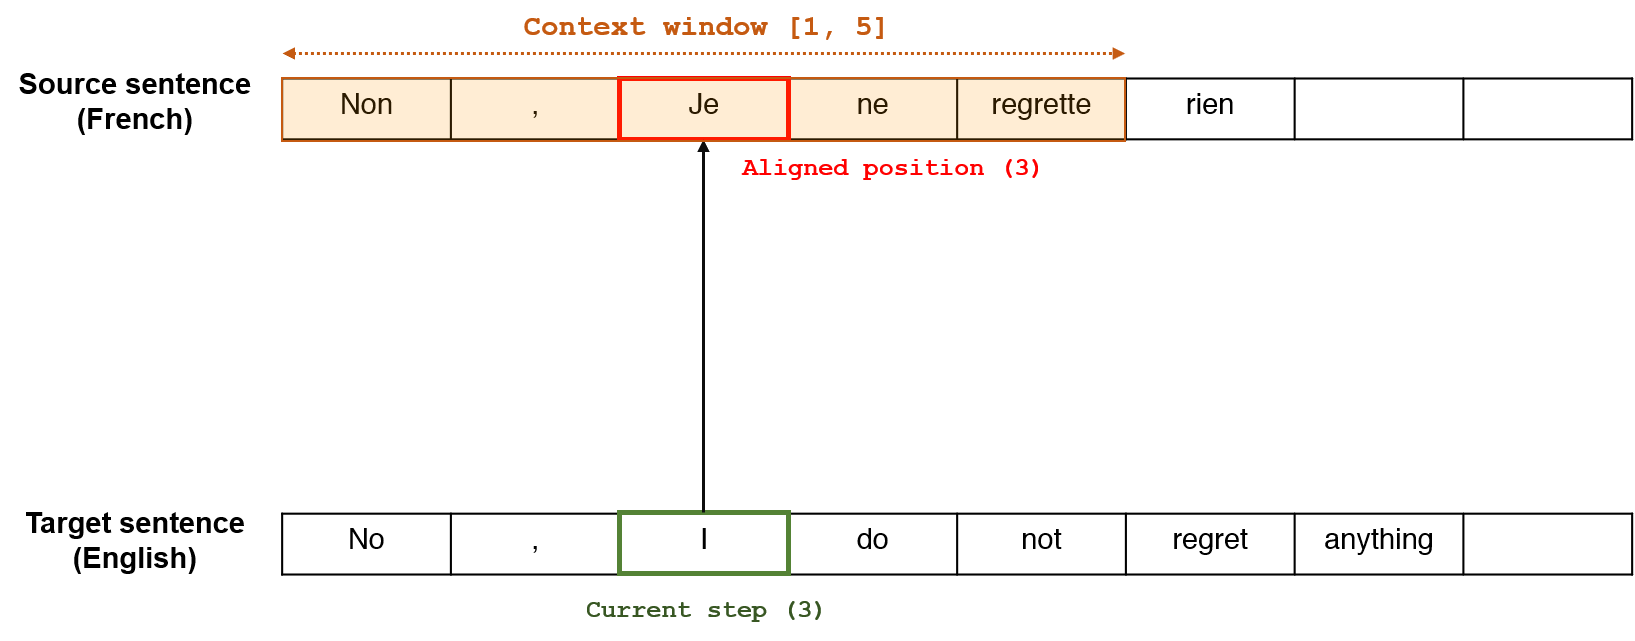 Context window [1, 5]
Source sentence
(French)
Non , Je ne regrette rien
Aligned position (3)
Target sentence
(English)
No , I do not regret anything
Current step (3)